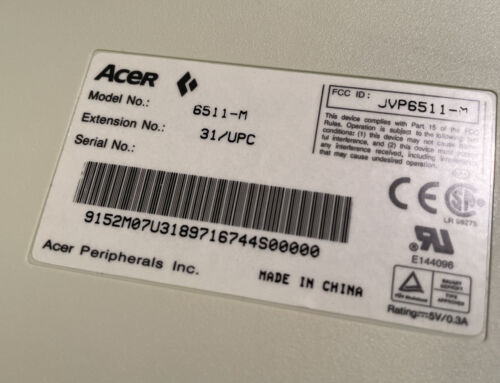 Acer
Model No.: 6511-M
Extension No.: 31/UPC
Serial No.:
9152M07U3189716744S00000
Acer Peripherals Inc.
MADE IN CHINA
FCC ID: JVP6511-M
This device complies with Part 15 of the FCC
Rules. Operation is subject to the following two
conditions: (1) this device may not cause harm-
ful interference, and (2) this device must accept
any interference received, including interference
that may cause undesired operation.
CE
LR 98275
E144096
TYPE
APPROVED
Rating:⎓5V/0.3A